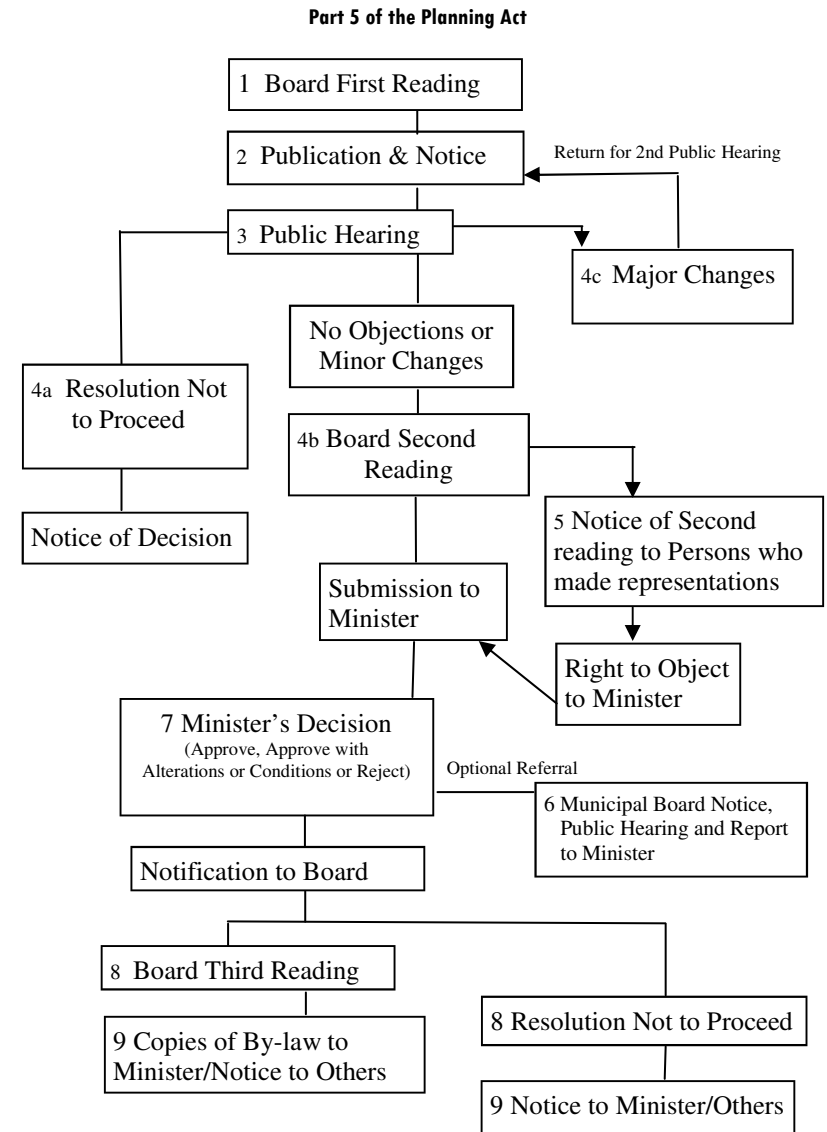 Part 5 of the Planning Act
1 Board First Reading
2 Publication & Notice
Return for 2nd Public Hearing
3 Public Hearing
4c Major Changes
No Objections or
Minor Changes
4a Resolution Not
to Proceed
4b Board Second
Reading
Notice of Decision
5 Notice of Second
reading to Persons who
made representations
Submission to
Minister
Right to Object
to Minister
7 Minister’s Decision
(Approve, Approve with
Alterations or Conditions or Reject)
Optional Referral
6 Municipal Board Notice,
Public Hearing and Report
to Minister
Notification to Board
8 Board Third Reading
9 Copies of By-law to
Minister/Notice to Others
8 Resolution Not to Proceed
9 Notice to Minister/Others